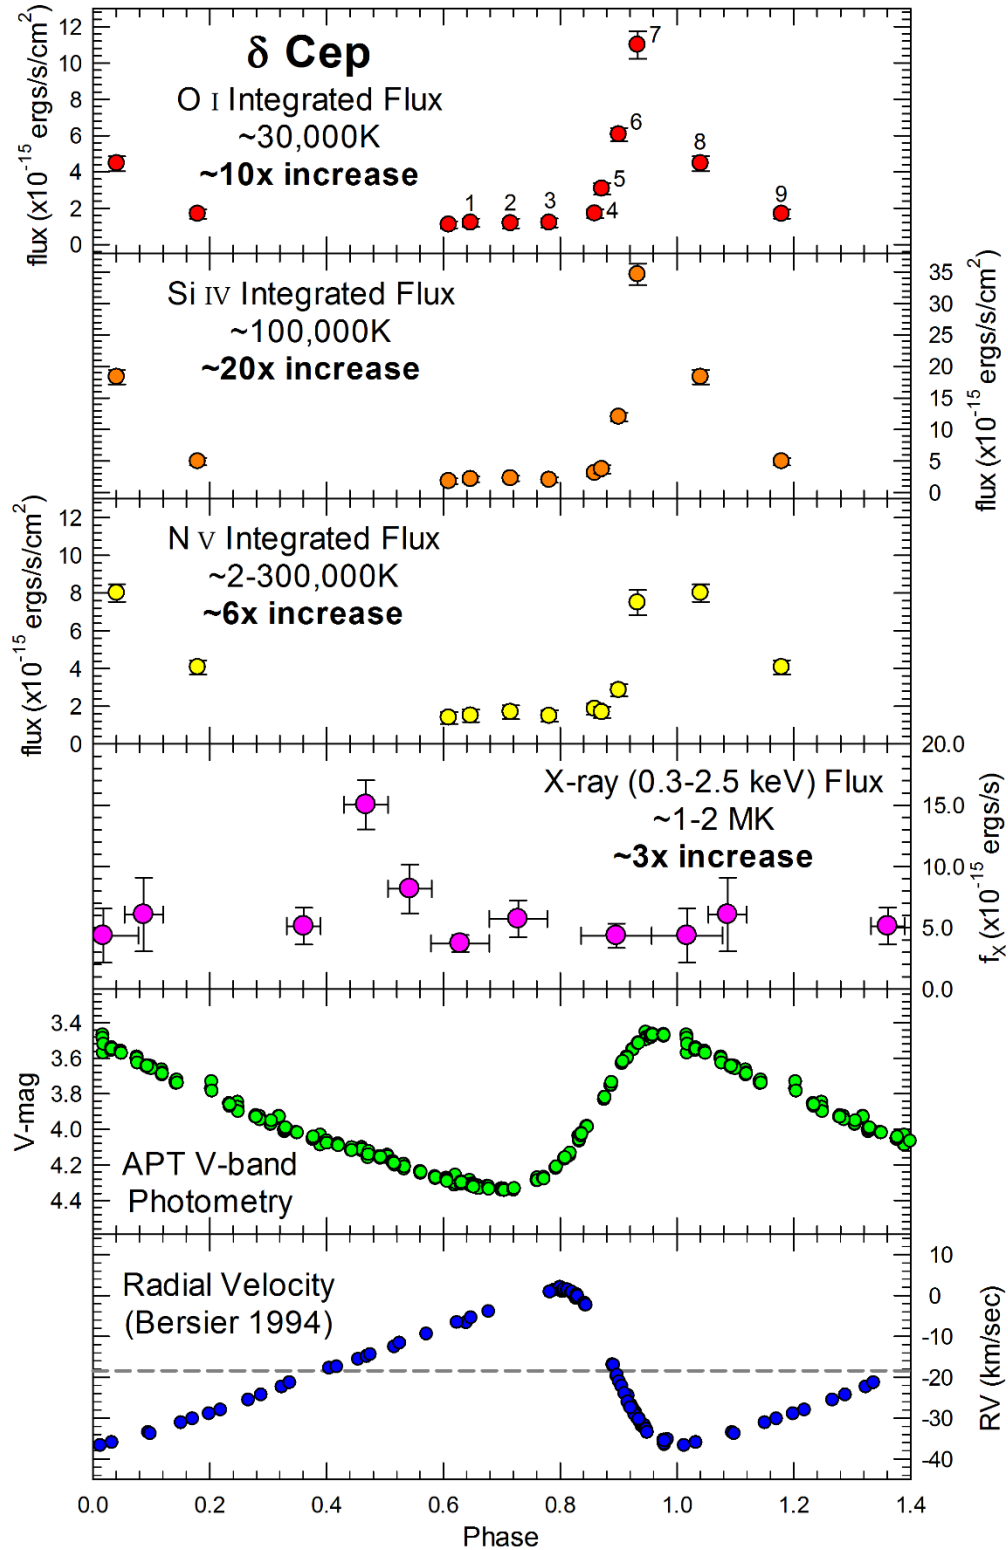 δ Cep
O I Integrated Flux
~30,000K
~10x increase
flux (x10⁻¹⁵ ergs/s/cm²)
12
10
8
6
4
2
0
1
2
3
4
5
6
7
8
9
Si IV Integrated Flux
~100,000K
~20x increase
35
30
25
20
15
10
5
0
flux (x10⁻¹⁵ ergs/s/cm²)
N V Integrated Flux
~2-300,000K
~6x increase
flux (x10⁻¹⁵ ergs/s/cm²)
12
10
8
6
4
2
0
X-ray (0.3-2.5 keV) Flux
~1-2 MK
~3x increase
20.0
15.0
10.0
5.0
0.0
fX (x10⁻¹⁵ ergs/s)
V-mag
3.4
3.6
3.8
4.0
4.2
4.4
APT V-band
Photometry
Radial Velocity
(Bersier 1994)
10
0
-10
-20
-30
-40
RV (km/sec)
0.0 0.2 0.4 0.6 0.8 1.0 1.2 1.4
Phase